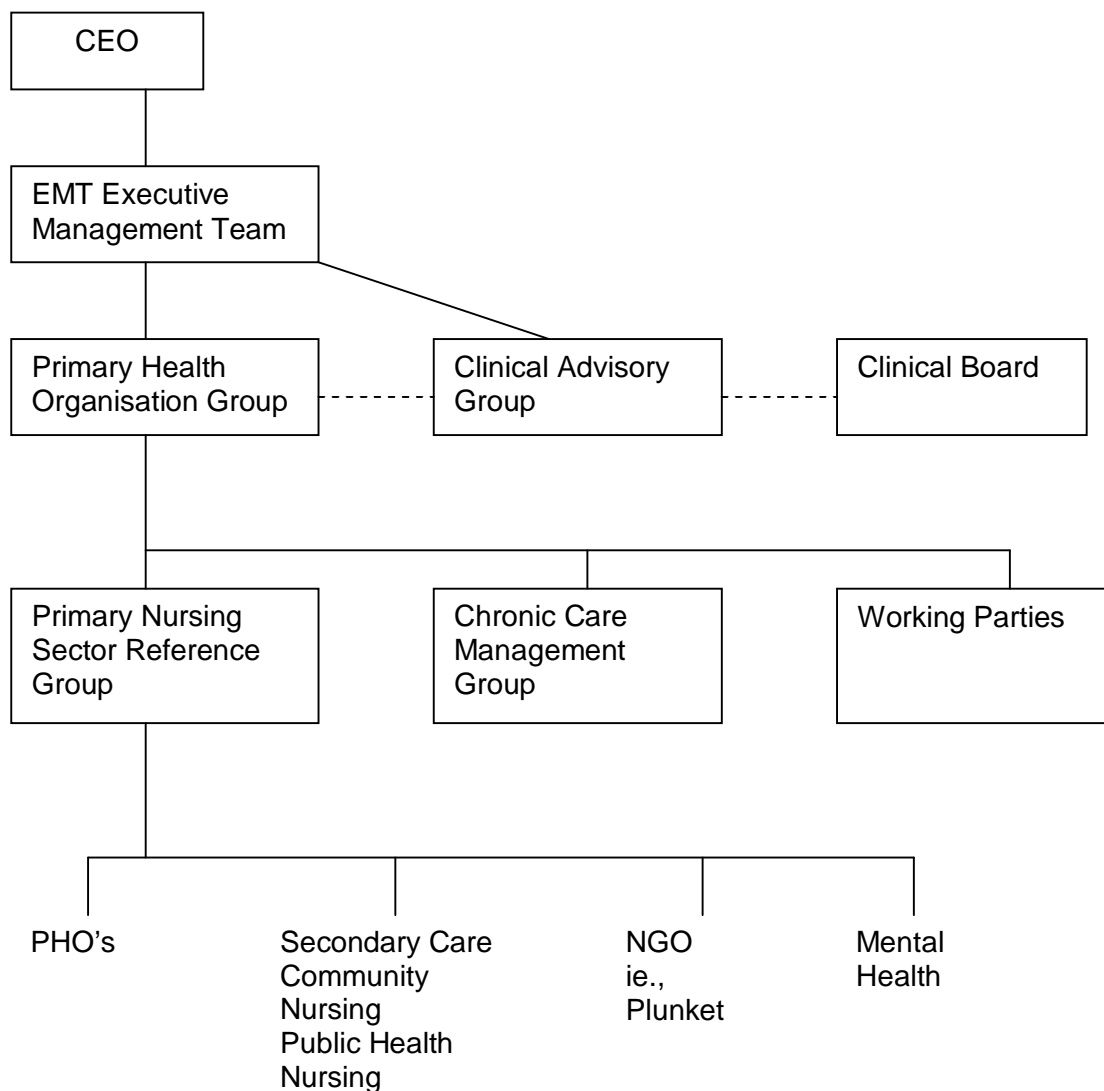 CEO
EMT Executive
Management Team
Primary Health
Organisation Group
Clinical Advisory
Group
Clinical Board
Primary Nursing
Sector Reference
Group
Chronic Care
Management
Group
Working Parties
PHO's
Secondary Care
Community
Nursing
Public Health
Nursing
NGO
ie.,
Plunket
Mental
Health